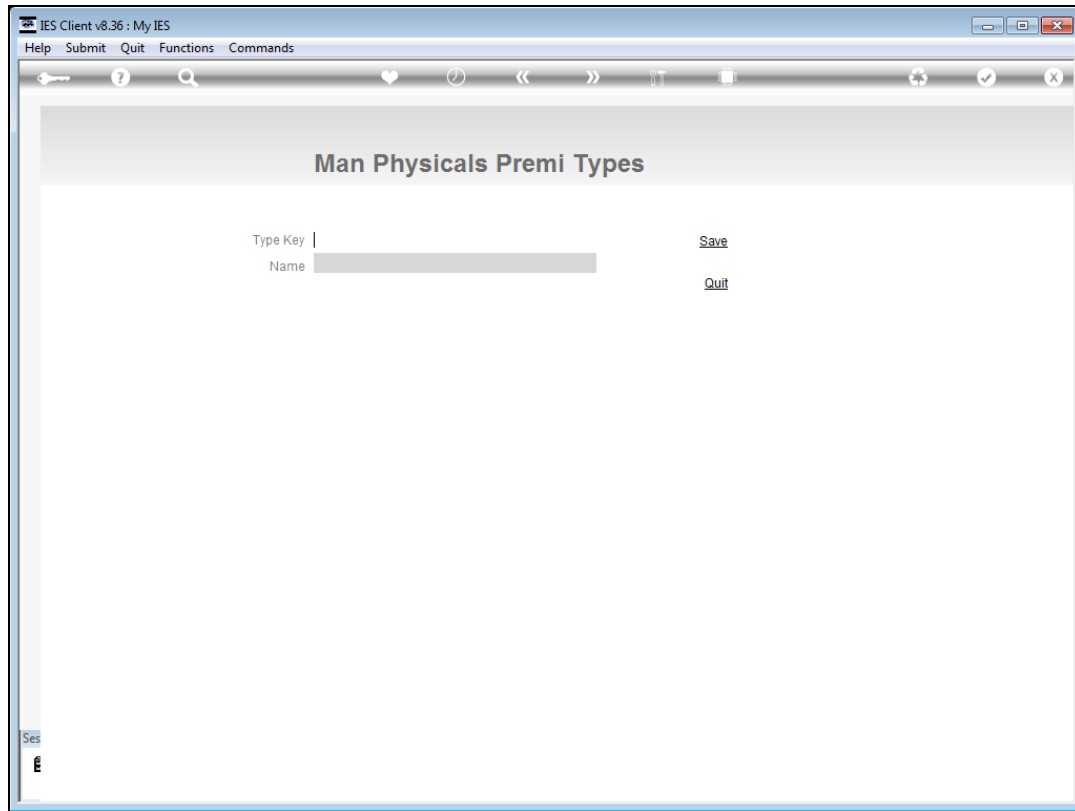 IES Client v8.36 : My IES
Help Submit Quit Functions Commands
Man Physicals Premi Types
Type Key
Save
Name
Quit
Ses